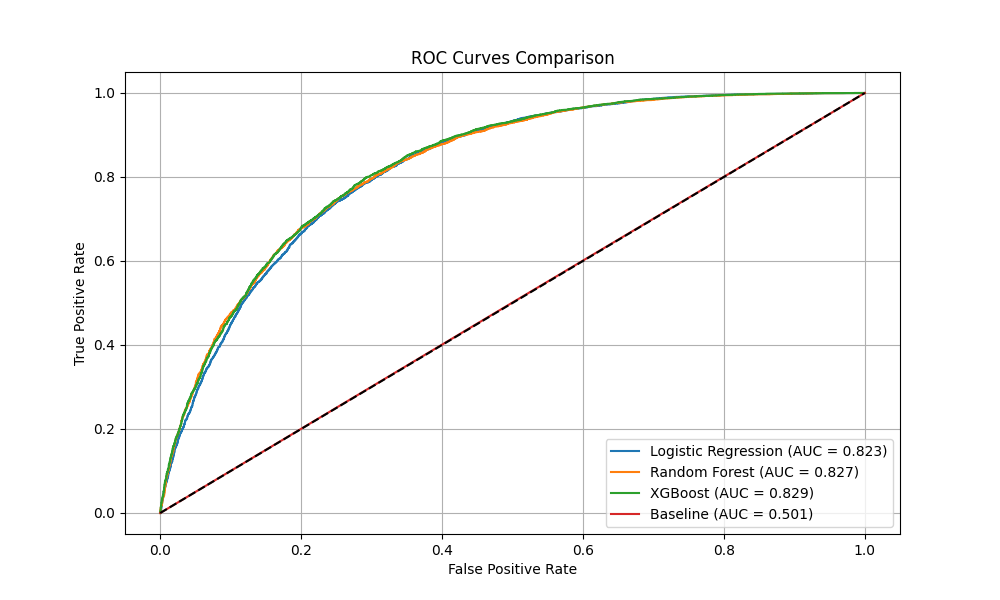 ROC Curves Comparison
True Positive Rate
1.0
0.8
0.6
0.4
0.2
0.0
0.0 0.2 0.4 0.6 0.8 1.0
False Positive Rate
Logistic Regression (AUC = 0.823)
Random Forest (AUC = 0.827)
XGBoost (AUC = 0.829)
Baseline (AUC = 0.501)